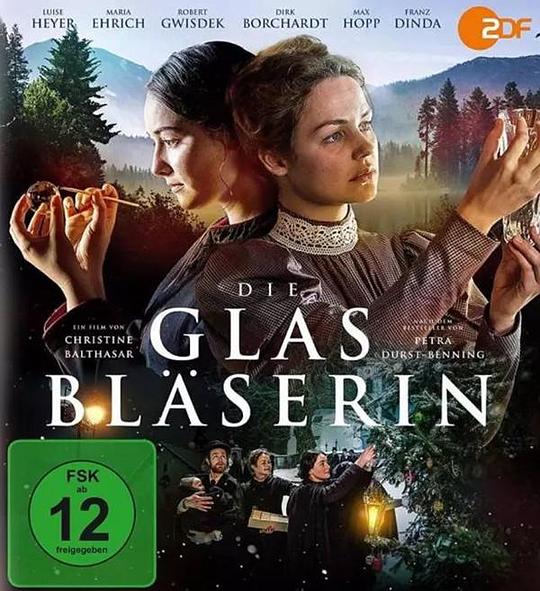 LUISE HEYER
MARIA EHRICH
ROBERT GWISDEK
DIRK BORCHARDT
MAX HOPP
FRANZ DINDA
ZDF
DIE
GLAS
BLÄSERIN
EIN FILM VON
CHRISTINE
BALTHASAR
NACH DEM
BESTSELLER VON
PETRA
DURST-BENNING
FSK
ab
12
freigegeben